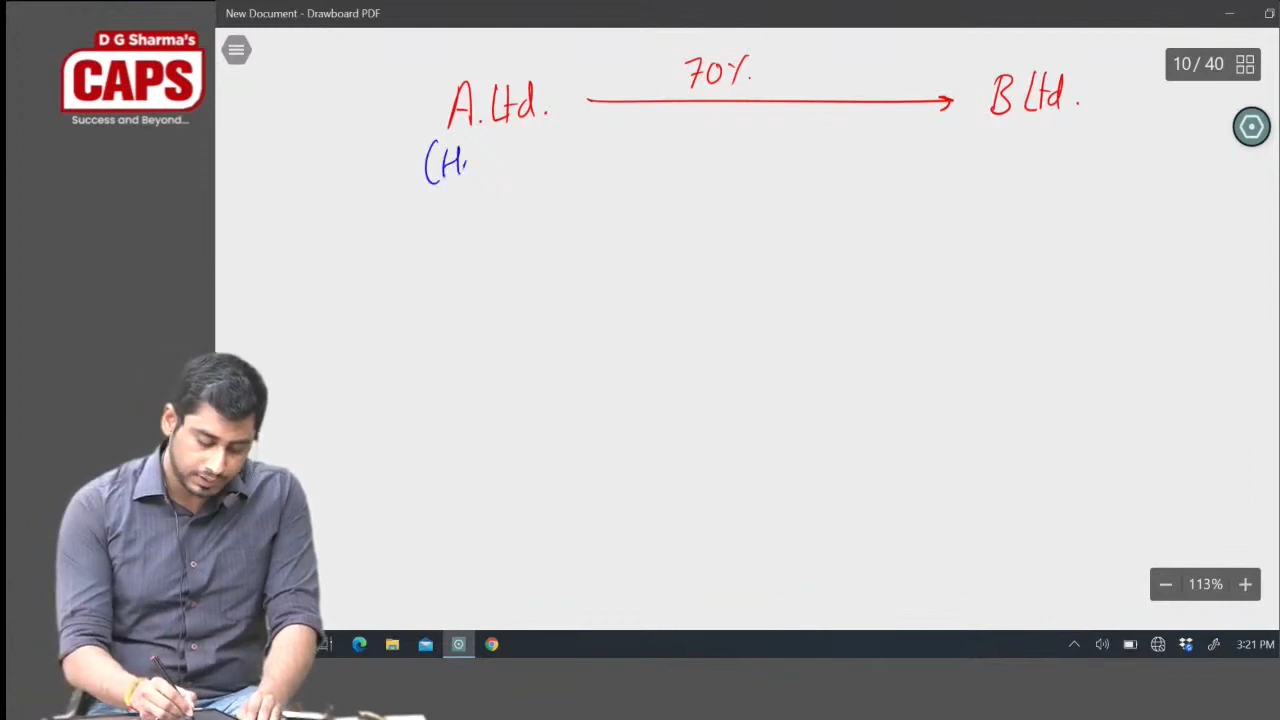 New Document - Drawboard PDF
D G Sharma's
CAPS
Success and Beyond...
10 / 40
70%
A. Ltd.
B Ltd.
(H.
113%
3:21 PM